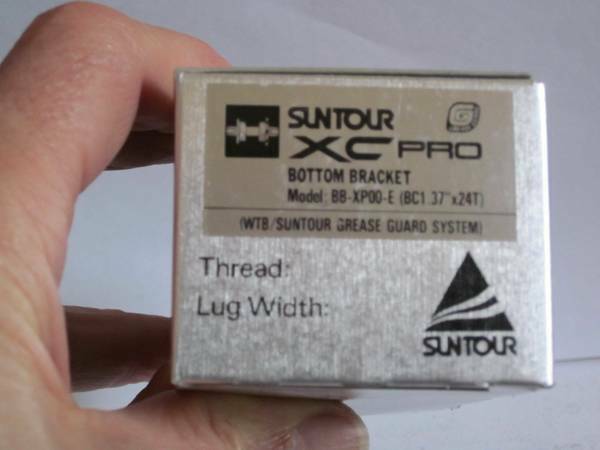 SUNTOUR
XC PRO
BOTTOM BRACKET
Model: BB-XP00-E (BC1.37"x24T)
(WTB/SUNTOUR GREASE GUARD SYSTEM)
Thread:
Lug Width:
SUNTOUR